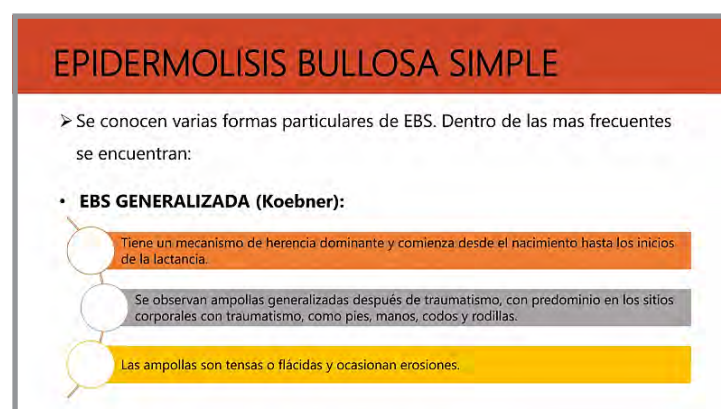 EPIDERMOLISIS BULLOSA SIMPLE
➢ Se conocen varias formas particulares de EBS. Dentro de las mas frecuentes
se encuentran:
• EBS GENERALIZADA (Koebner):
Tiene un mecanismo de herencia dominante y comienza desde el nacimiento hasta los inicios
de la lactancia.
Se observan ampollas generalizadas después de traumatismo, con predominio en los sitios
corporales con traumatismo, como pies, manos, codos y rodillas.
Las ampollas son tensas o flácidas y ocasionan erosiones.